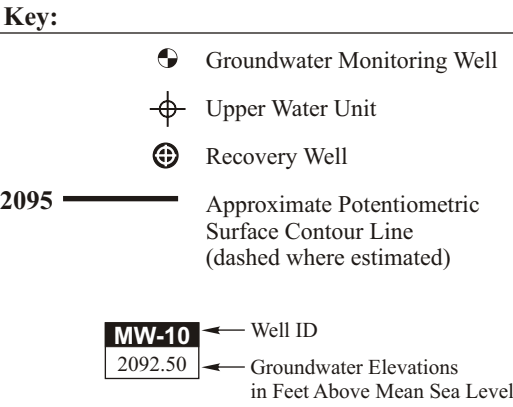 Key:
Groundwater Monitoring Well
Upper Water Unit
Recovery Well
2095
Approximate Potentiometric
Surface Contour Line
(dashed where estimated)
MW-10
Well ID
2092.50
Groundwater Elevations
in Feet Above Mean Sea Level